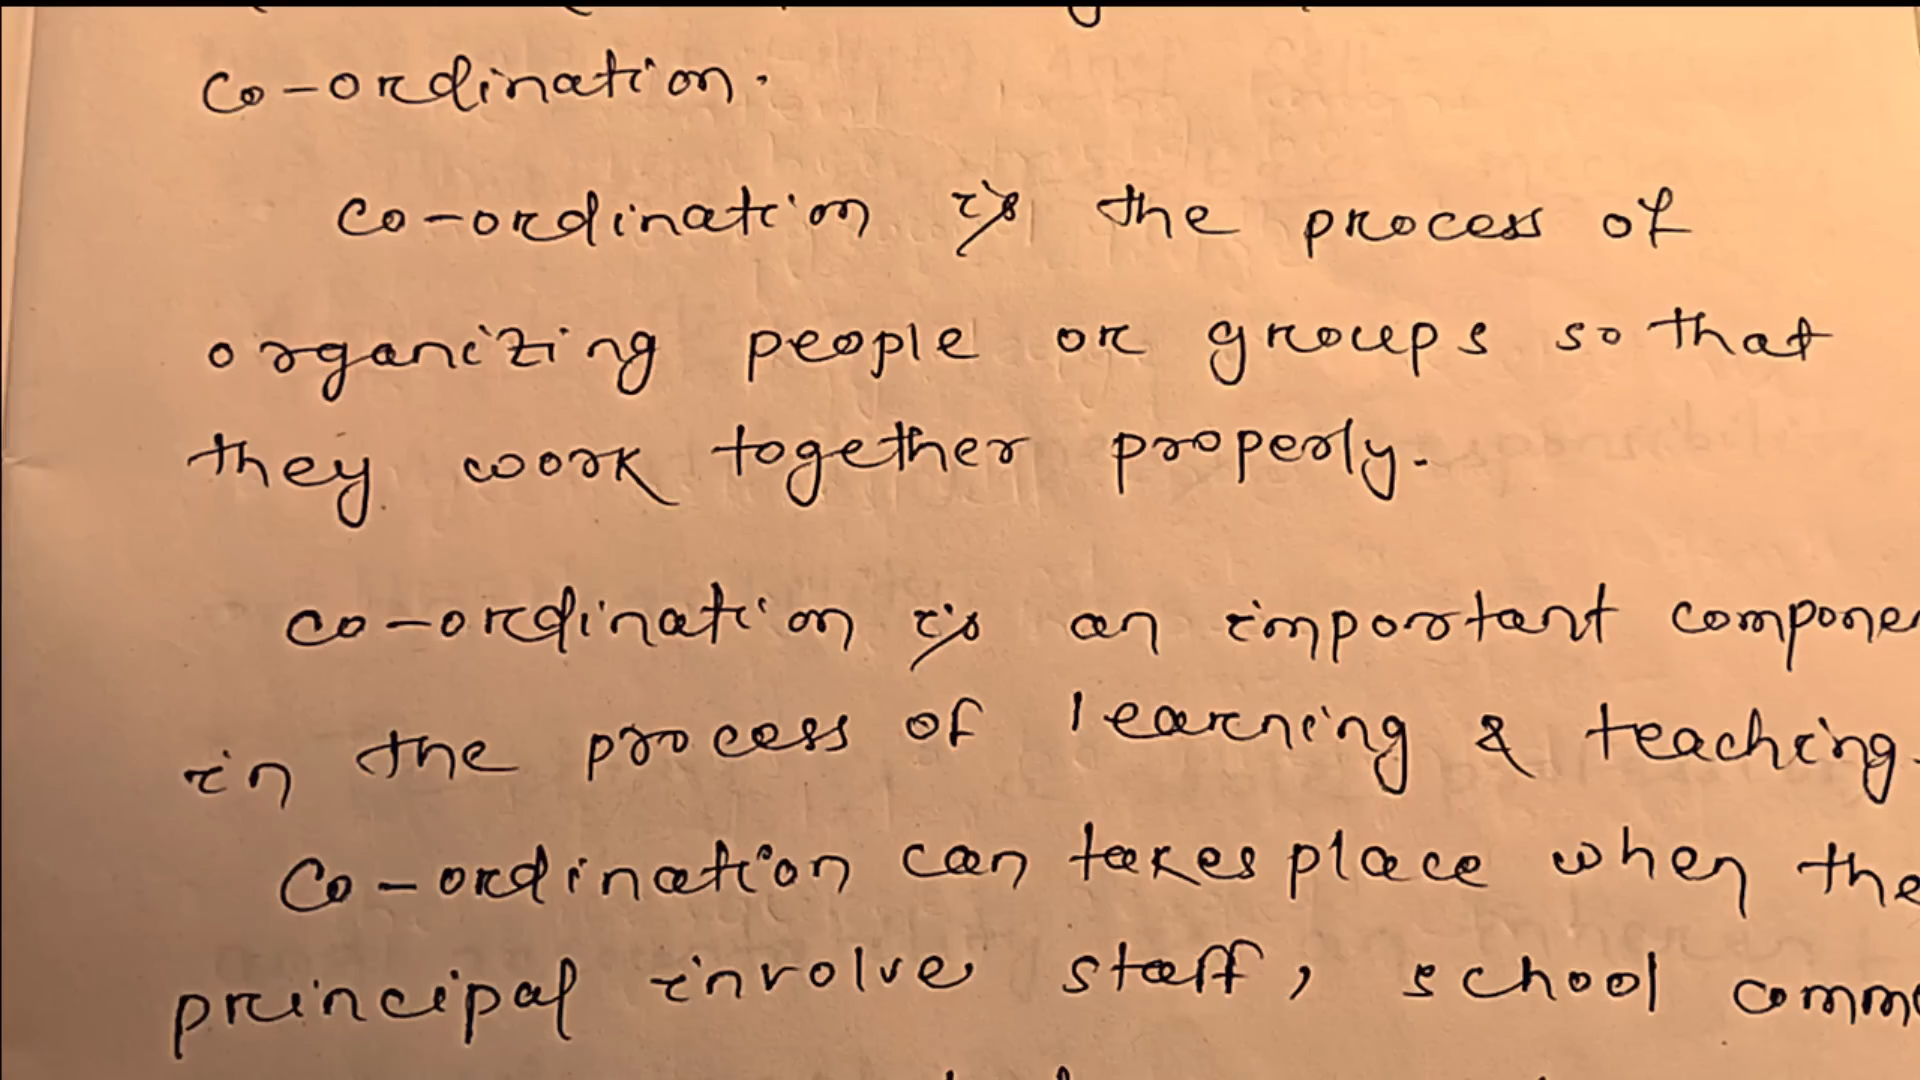 co-ordination.
co-ordination is the process of
organizing people or groups so that
they work together properly.
co-ordination is an important compone
in the process of learning & teaching.
Co-ordination can takes place when the
principal involve staff, school comm